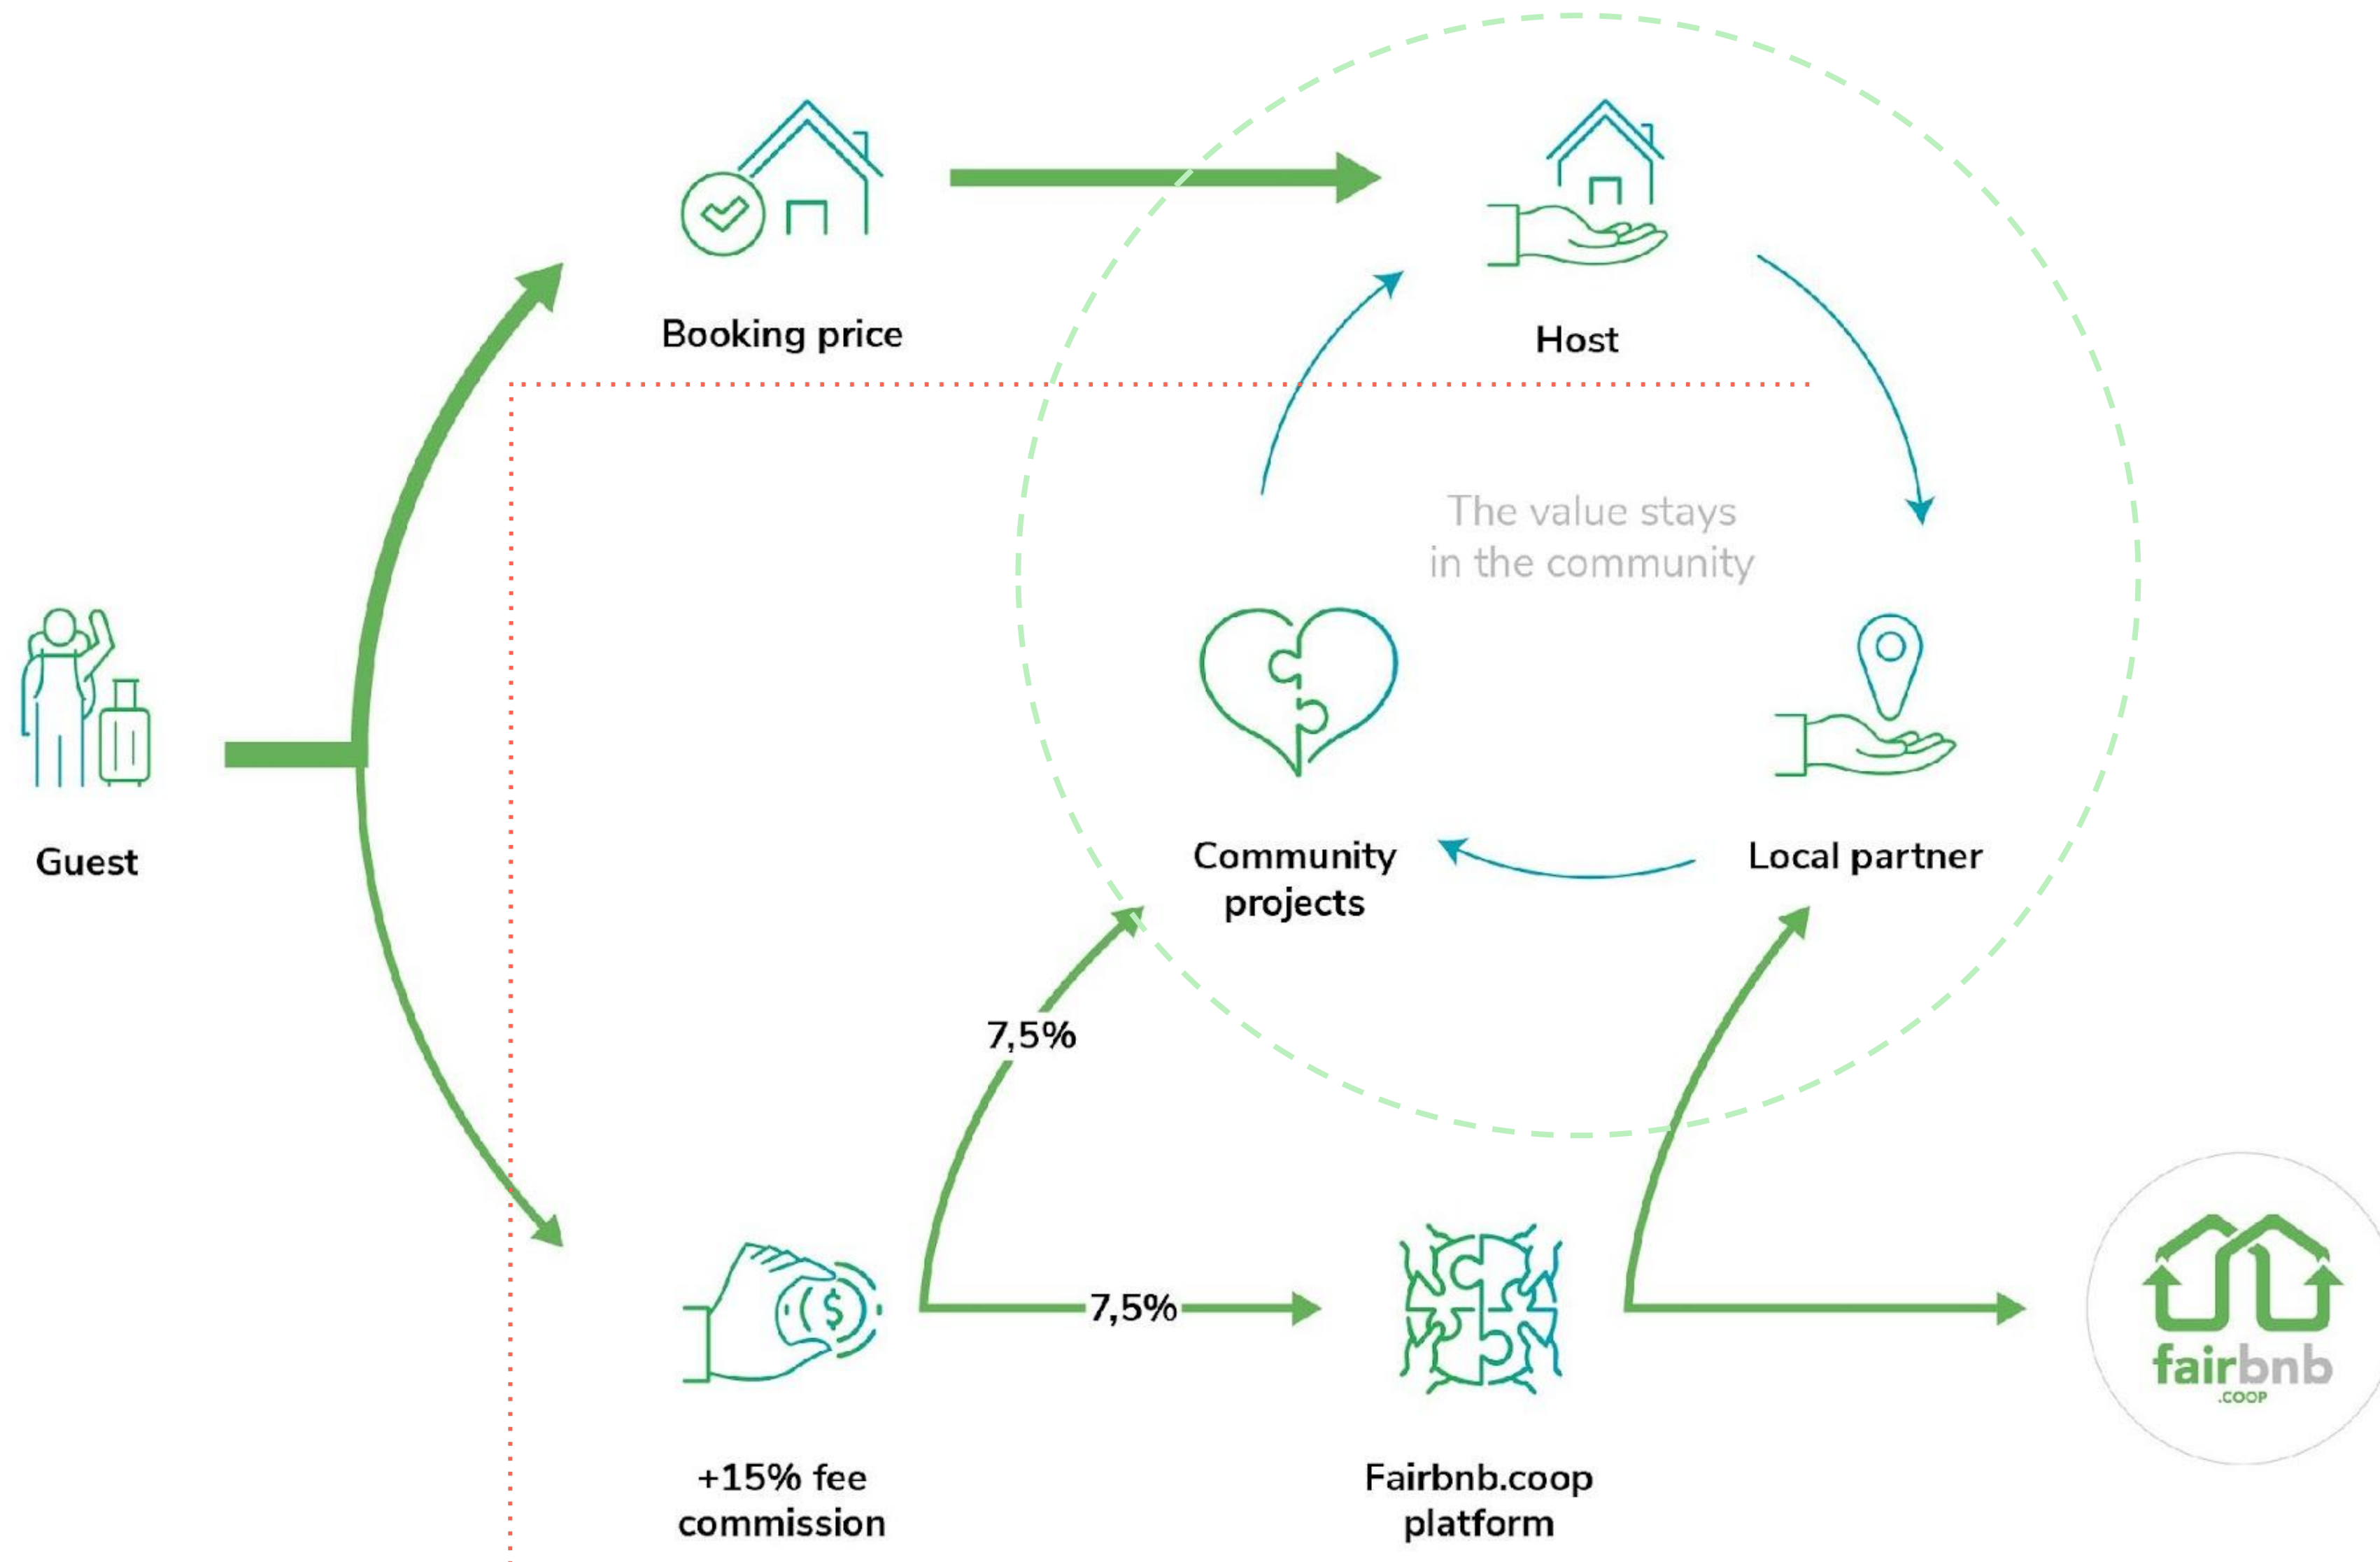 Booking price
Host
The value stays
in the community
Guest
Community
projects
Local partner
7,5%
7,5%
$
fairbnb
.COOP
+15% fee
commission
Fairbnb.coop
platform